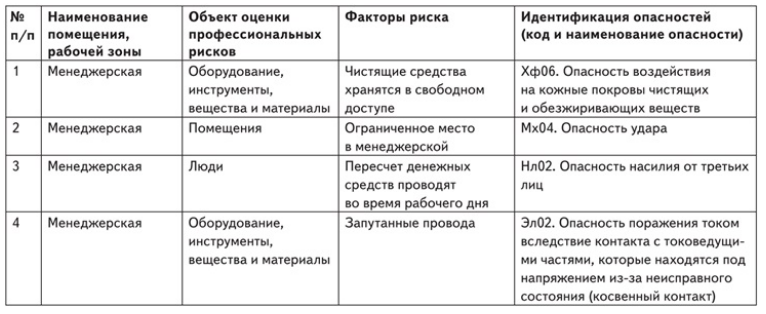 № п/п
Наименование помещения, рабочей зоны
Объект оценки профессиональных рисков
Факторы риска
Идентификация опасностей (код и наименование опасности)
1
Менеджерская
Оборудование,
инструменты,
вещества и материалы
Чистящие средства
хранятся в свободном
доступе
Хф06. Опасность воздействия
на кожные покровы чистящих
и обезжиривающих веществ
2
Менеджерская
Помещения
Ограниченное место
в менеджерской
Мх04. Опасность удара
3
Менеджерская
Люди
Пересчет денежных
средств проводят
во время рабочего дня
Нл02. Опасность насилия от третьих
лиц
4
Менеджерская
Оборудование,
инструменты,
вещества и материалы
Запутанные провода
Эл02. Опасность поражения током
вследствие контакта с токоведущи-
ми частями, которые находятся под
напряжением из-за неисправного
состояния (косвенный контакт)